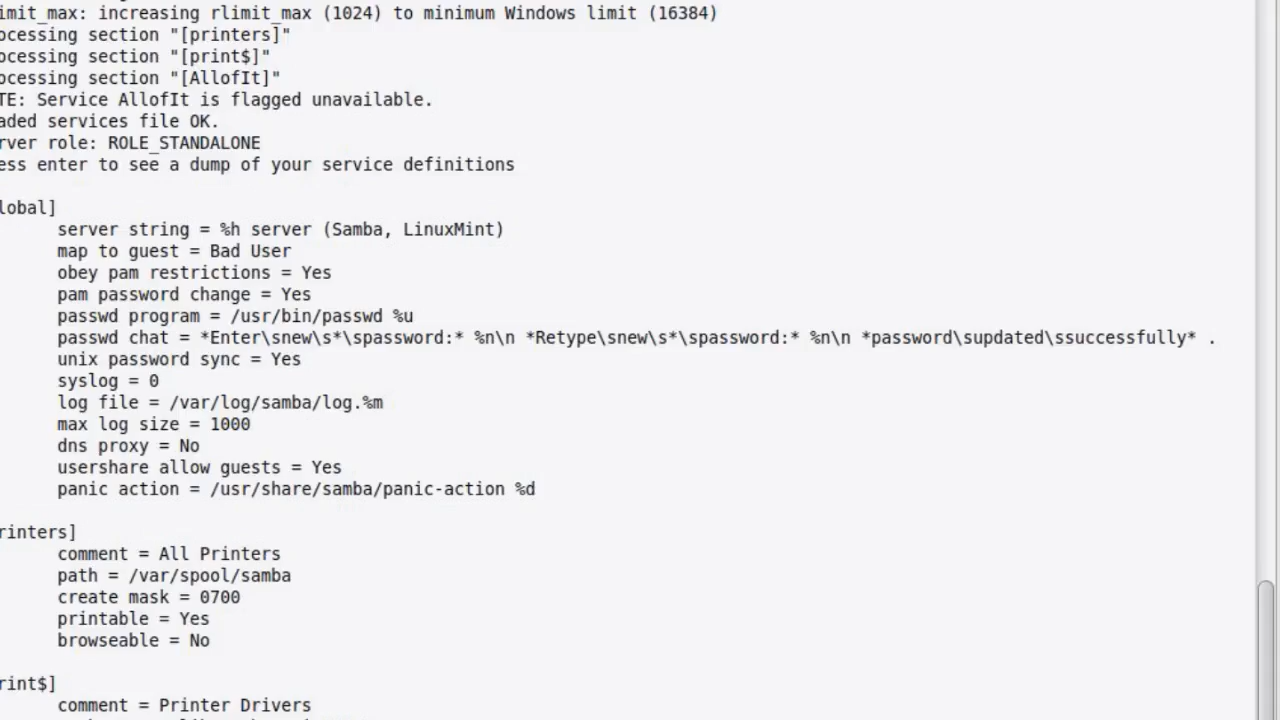 imit_max: increasing rlimit_max (1024) to minimum Windows limit (16384)
ocessing section "[printers]"
ocessing section "[print$]"
ocessing section "[AllofIt]"
TE: Service AllofIt is flagged unavailable.
aded services file OK.
rver role: ROLE_STANDALONE
ess enter to see a dump of your service definitions
lobal]
server string = %h server (Samba, LinuxMint)
map to guest = Bad User
obey pam restrictions = Yes
pam password change = Yes
passwd program = /usr/bin/passwd %u
passwd chat = *Enter\snew\s*\spassword:* %n\n *Retype\snew\s*\spassword:* %n\n *password\supdated\ssuccessfully* .
unix password sync = Yes
syslog = 0
log file = /var/log/samba/log.%m
max log size = 1000
dns proxy = No
usershare allow guests = Yes
panic action = /usr/share/samba/panic-action %d
rinters]
comment = All Printers
path = /var/spool/samba
create mask = 0700
printable = Yes
browseable = No
rint$]
comment = Printer Drivers